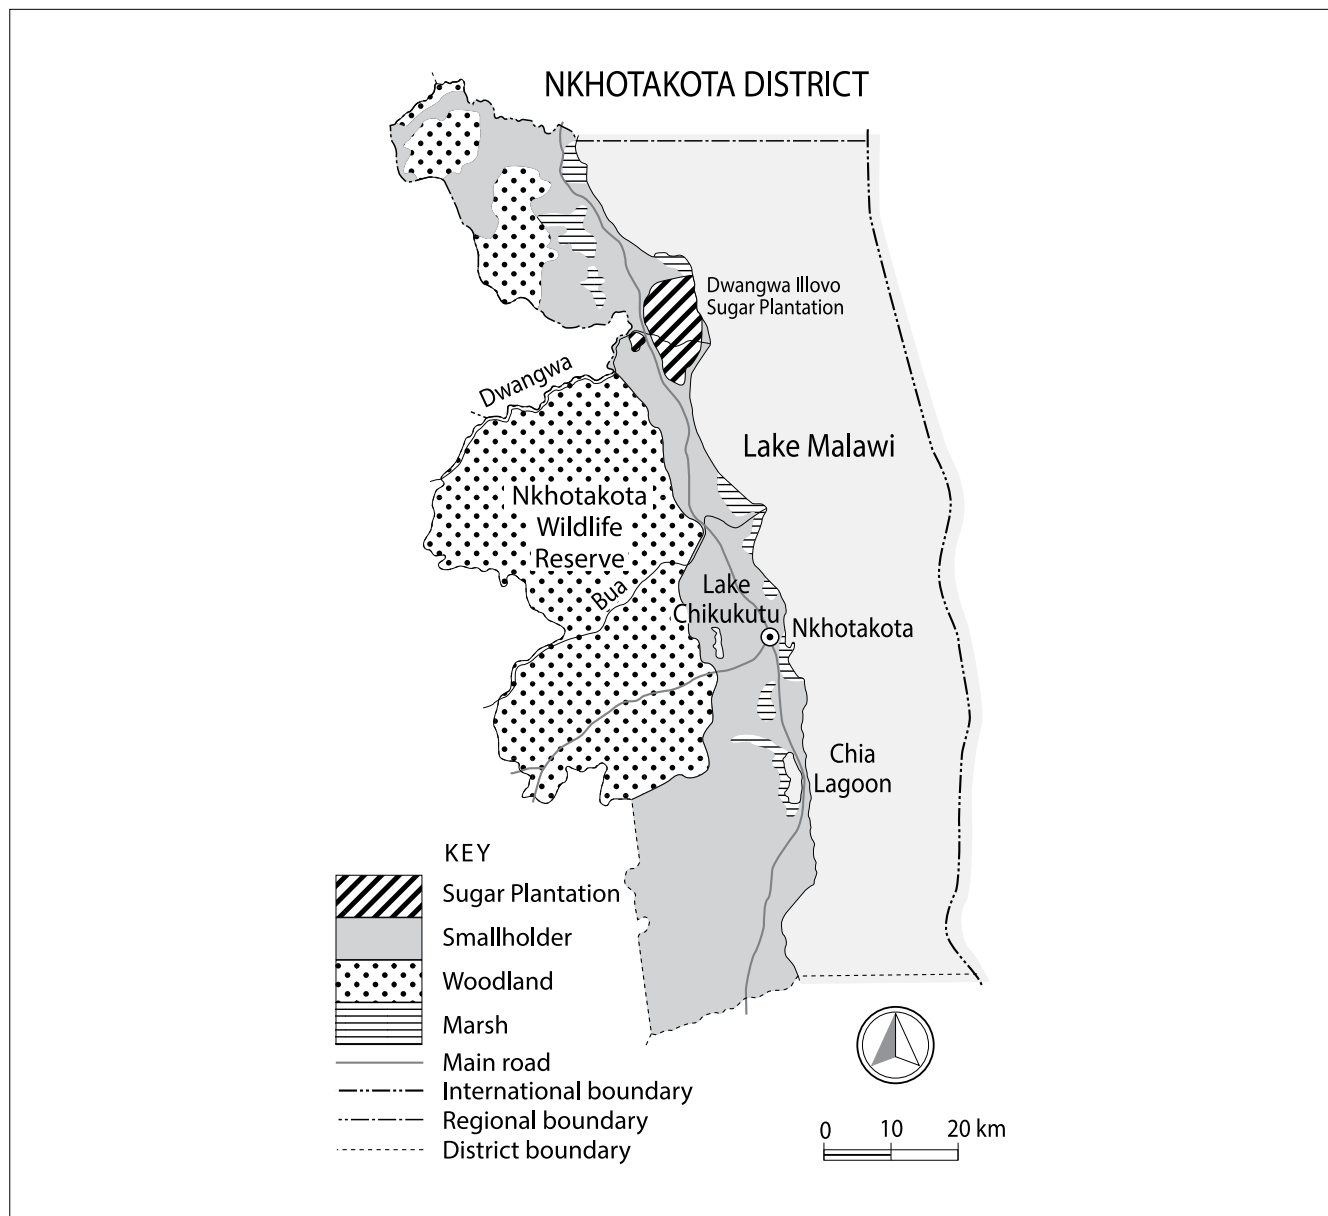 NKHOTAKOTA DISTRICT
Dwangwa Illovo
Sugar Plantation
Dwangwa
Lake Malawi
Nkhotakota
Wildlife
Reserve
Bua
Lake
Chikukutu
Nkhotakota
Chia
Lagoon
KEY
Sugar Plantation
Smallholder
Woodland
Marsh
Main road
International boundary
Regional boundary
District boundary
0 10 20 km